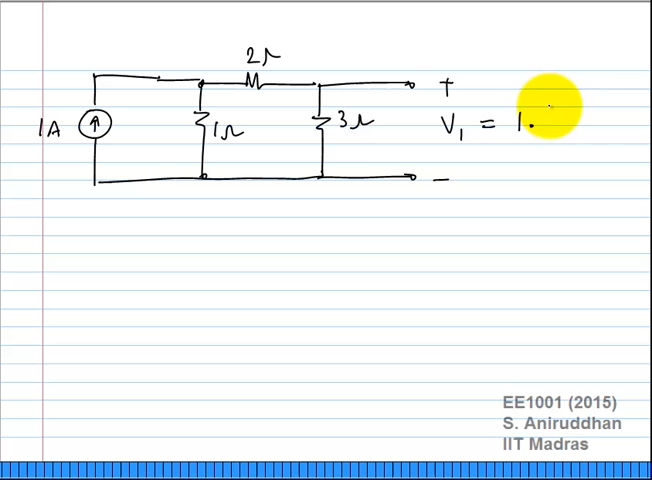 2Ω
1A
1Ω
3Ω
+
V₁ = 1.
−
EE1001 (2015)
S. Aniruddhan
IIT Madras